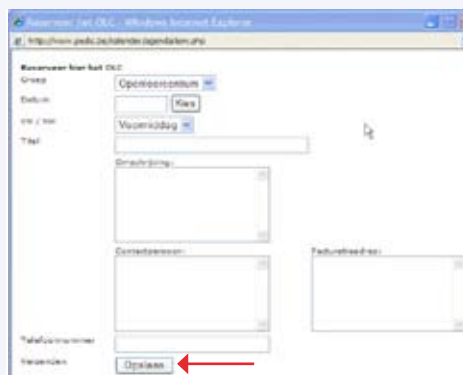 Reserveer het OLC - Windows Internet Explorer
Reserveer hier het OLC
Groep
Openleercentum
Datum
Kies
Voormiddag
Titel
Omschrijving:
Contactpersoon:
Facturatieadres:
Telefoonnummer
Verzenden
Opslaan